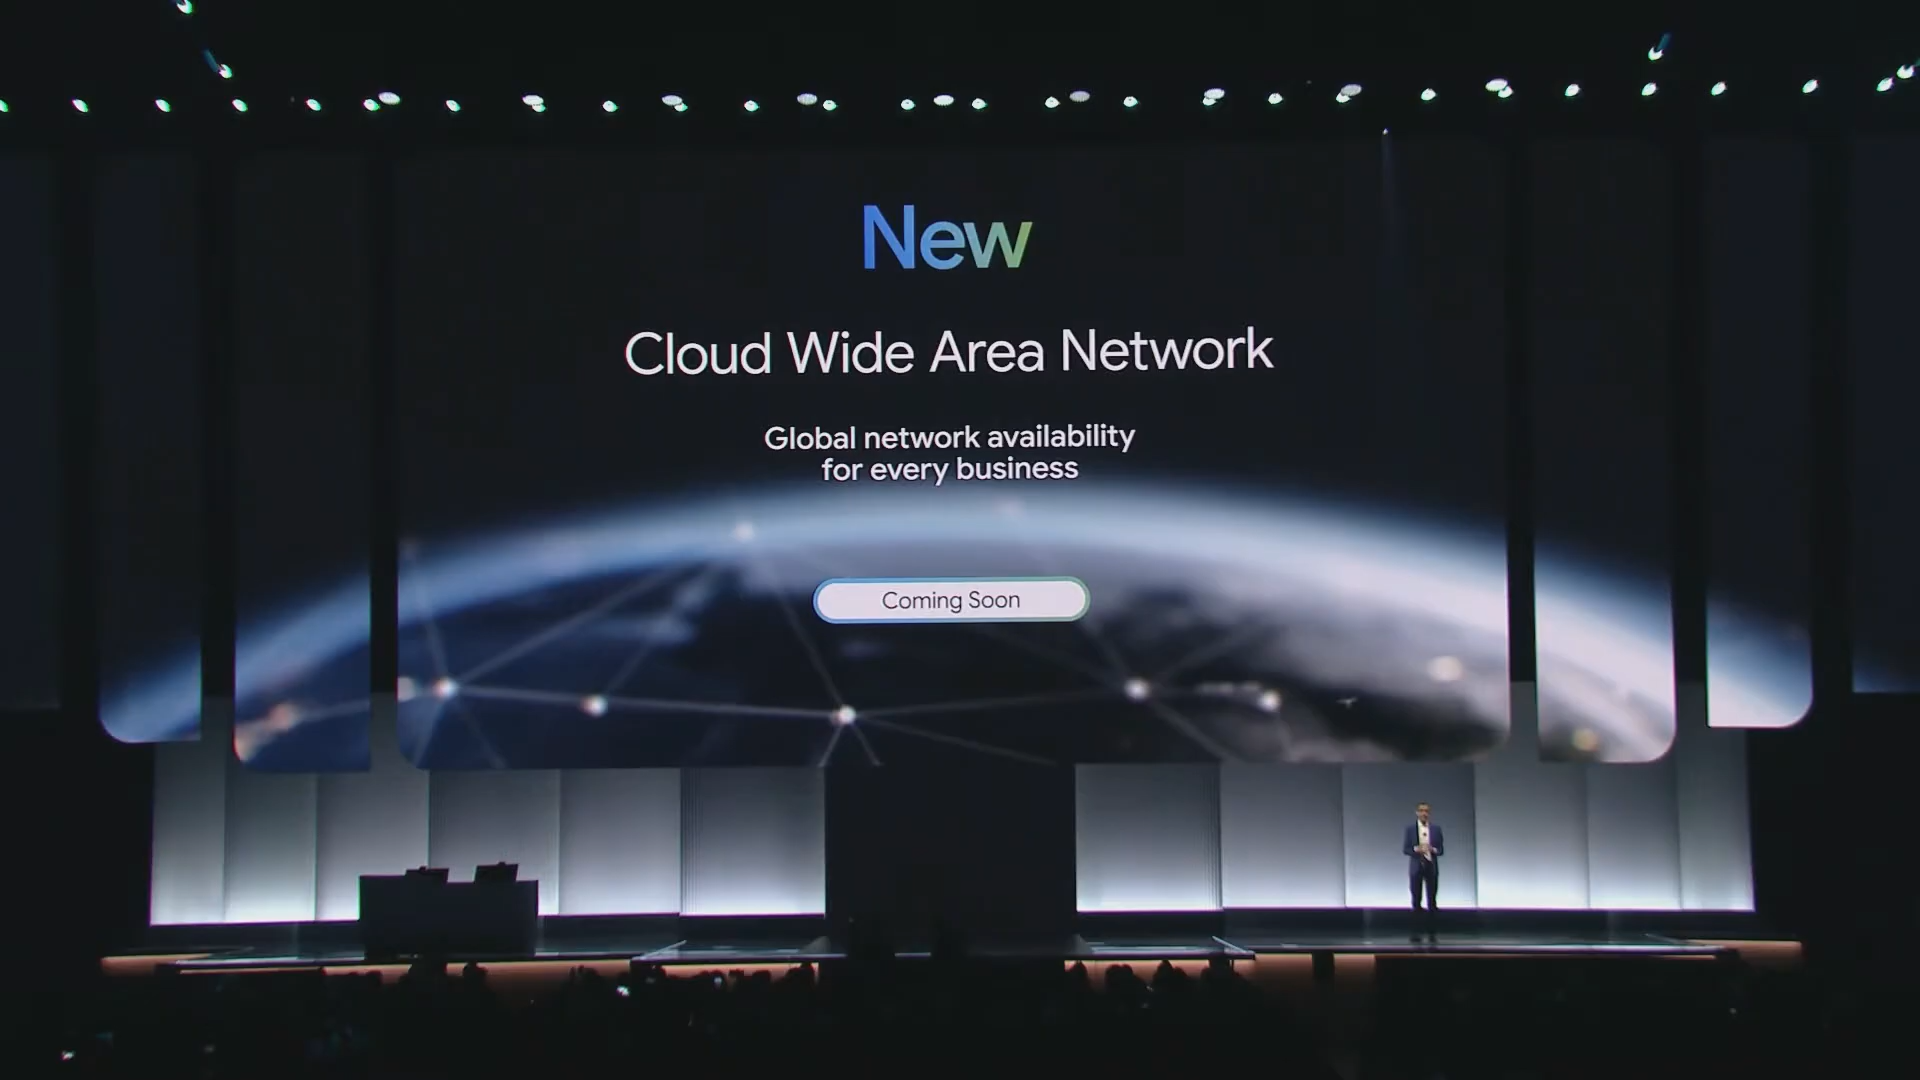 New
Cloud Wide Area Network
Global network availability
for every business
Coming Soon